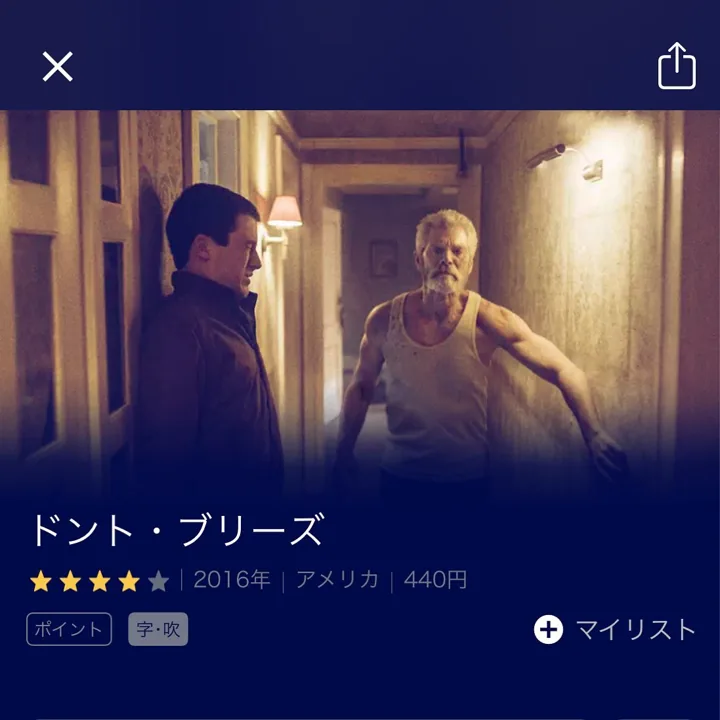 ドント・ブリーズ
2016年 | アメリカ | 440円
ポイント 字・吹 マイリスト